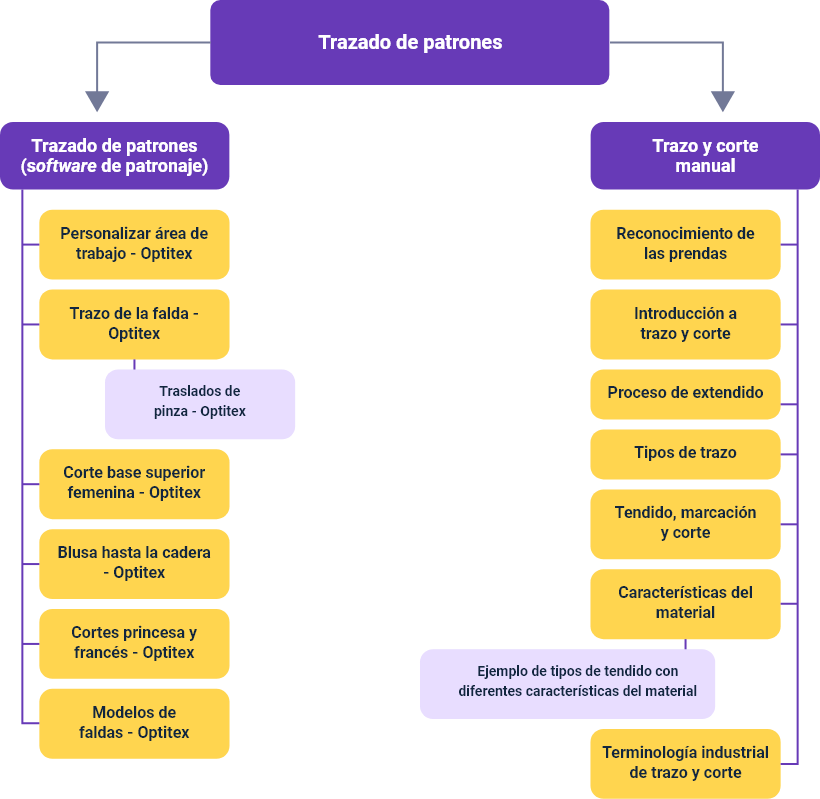 Trazado de patrones
Trazado de patrones
(software de patronaje)
Personalizar área de
trabajo - Optitex
Trazo de la falda -
Optitex
Traslados de
pinza - Optitex
Corte base superior
femenina - Optitex
Blusa hasta la cadera
- Optitex
Cortes princesa y
francés - Optitex
Modelos de
faldas - Optitex
Trazo y corte
manual
Reconocimiento de
las prendas
Introducción a
trazo y corte
Proceso de extendido
Tipos de trazo
Tendido, marcación
y corte
Características del
material
Ejemplo de tipos de tendido con
diferentes características del material
Terminología industrial
de trazo y corte